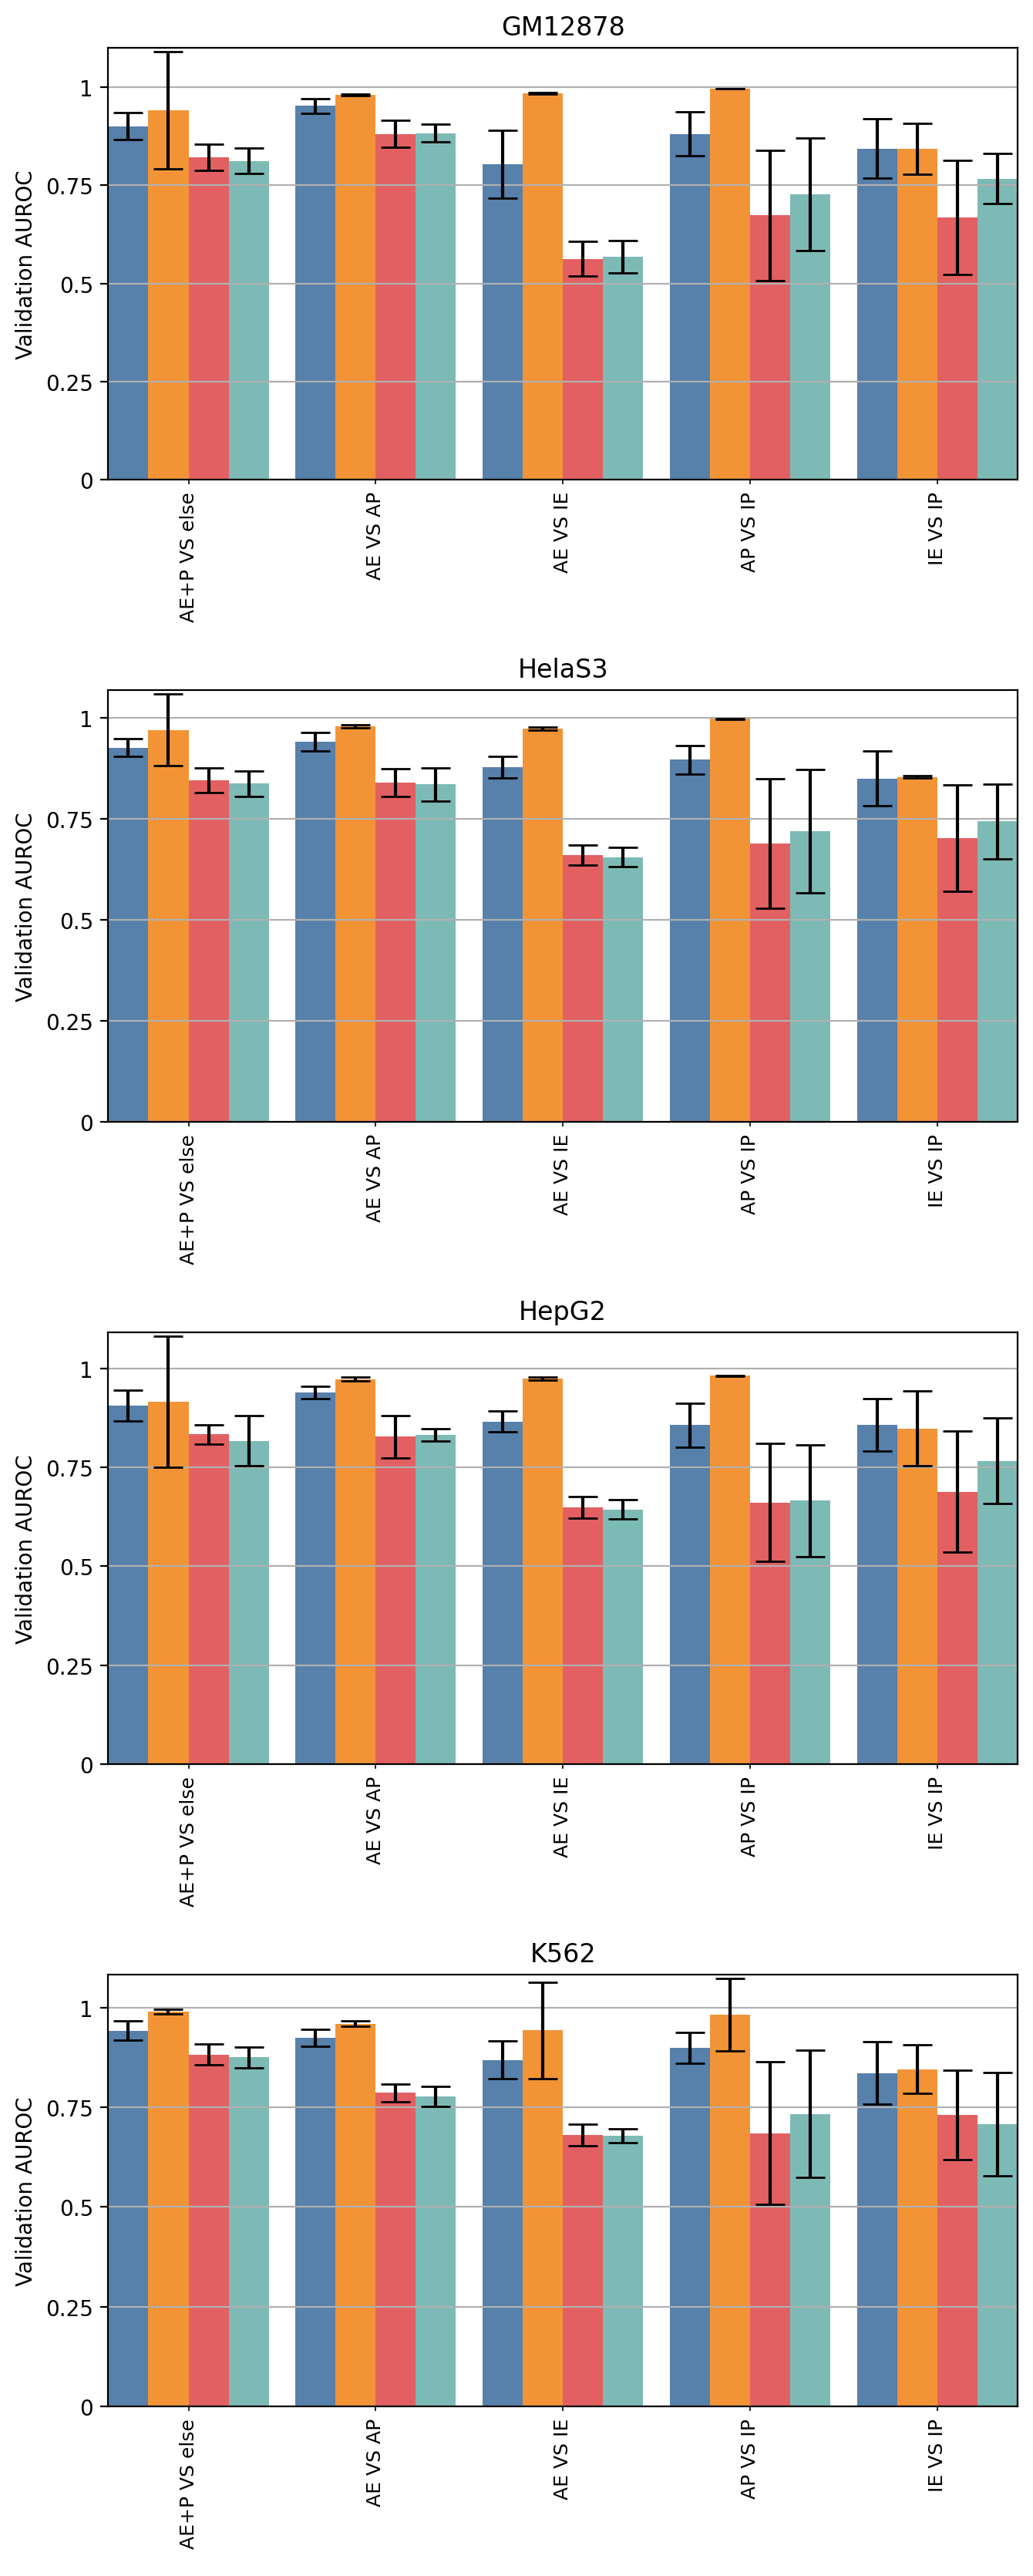 GM12878
1
0.75
0.5
0.25
0
Validation AUROC
AE+P VS else
AE VS AP
AE VS IE
AP VS IP
IE VS IP
HelaS3
1
0.75
0.5
0.25
0
Validation AUROC
AE+P VS else
AE VS AP
AE VS IE
AP VS IP
IE VS IP
HepG2
1
0.75
0.5
0.25
0
Validation AUROC
AE+P VS else
AE VS AP
AE VS IE
AP VS IP
IE VS IP
K562
1
0.75
0.5
0.25
0
Validation AUROC
AE+P VS else
AE VS AP
AE VS IE
AP VS IP
IE VS IP